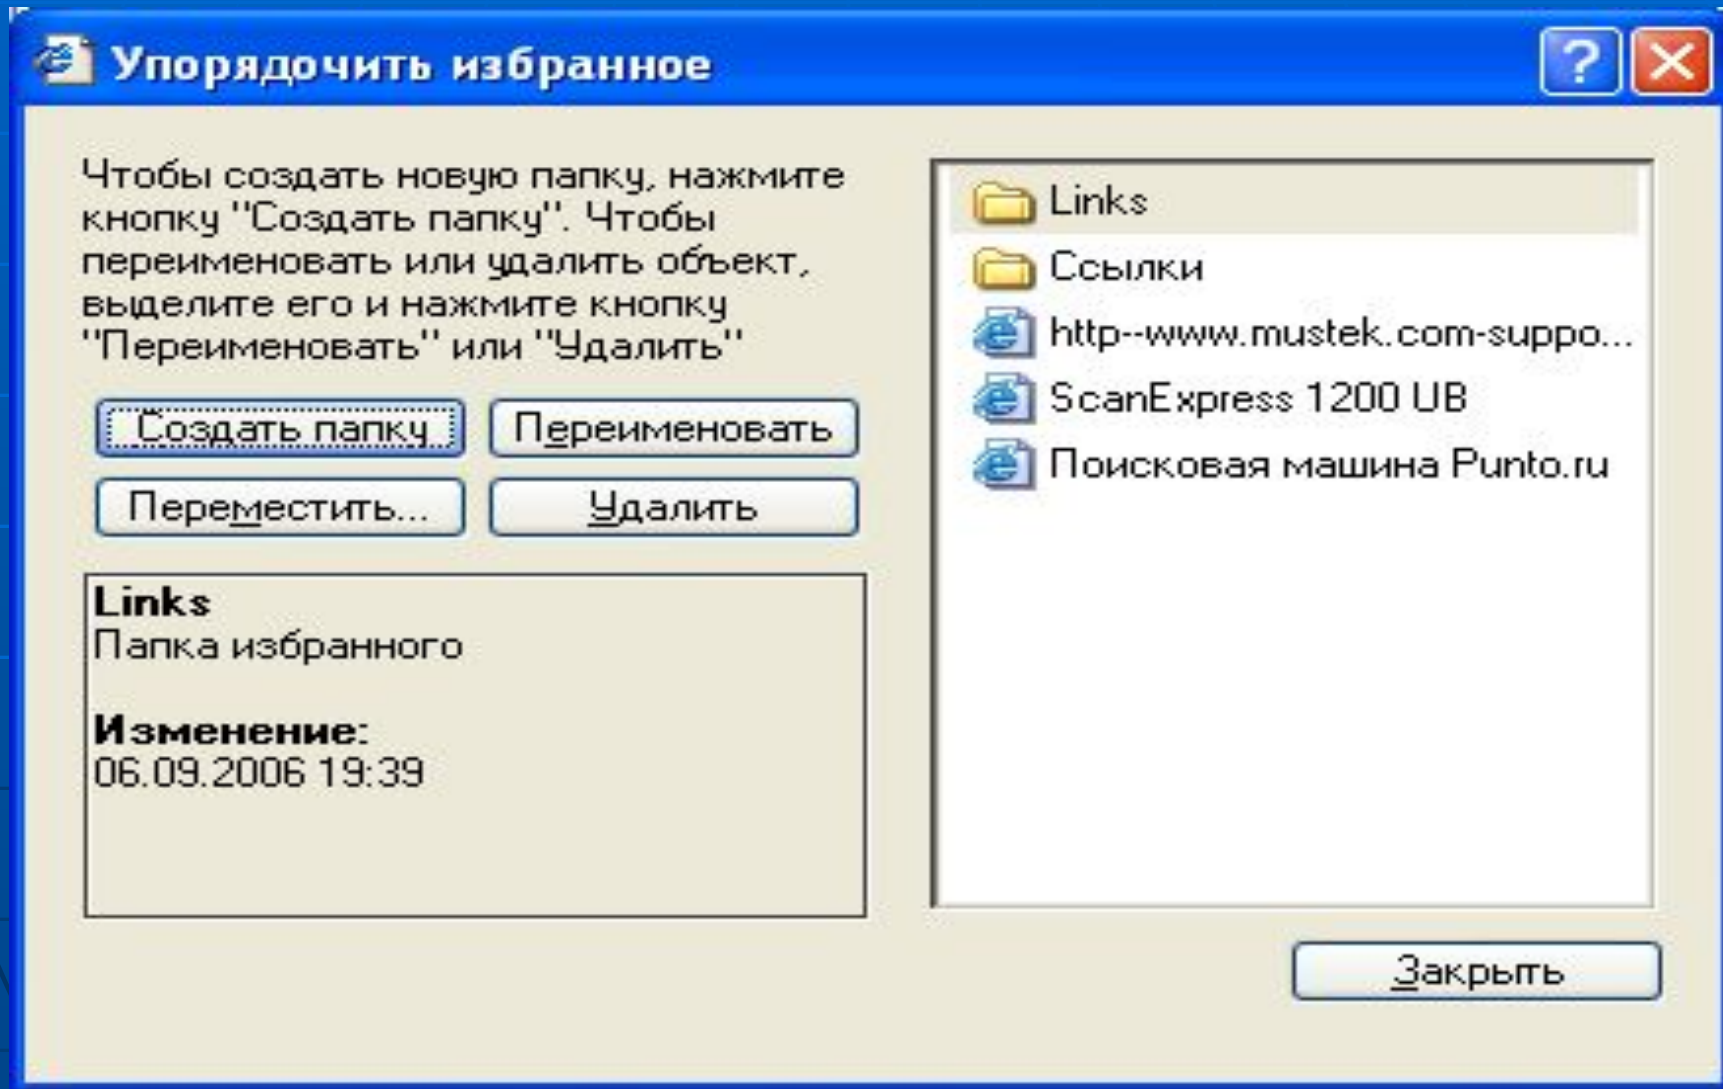 Упорядочить избранное
Чтобы создать новую папку, нажмите
кнопку "Создать папку". Чтобы
переименовать или удалить объект,
выделите его и нажмите кнопку
"Переименовать" или "Удалить"
Создать папку
Переименовать
Переместить...
Удалить
Links
Папка избранного
Изменение:
06.09.2006 19:39
Links
Ссылки
http--www.mustek.com-suppo...
ScanExpress 1200 UB
Поисковая машина Punto.ru
Закрыть